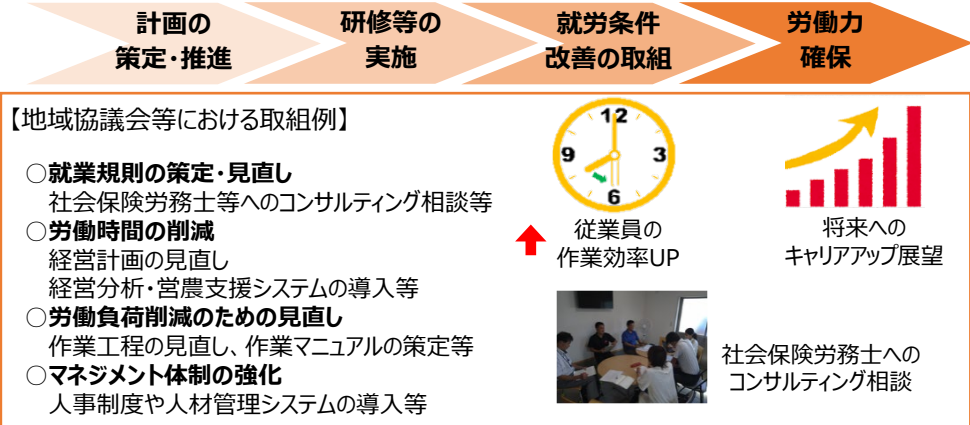 計画の
策定・推進
研修等の
実施
就労条件
改善の取組
労働力
確保
【地域協議会等における取組例】
○就業規則の策定・見直し
社会保険労務士等へのコンサルティング相談等
○労働時間の削減
経営計画の見直し
経営分析・営農支援システムの導入等
○労働負荷削減のための見直し
作業工程の見直し、作業マニュアルの策定等
○マネジメント体制の強化
人事制度や人材管理システムの導入等
12
9
3
6
従業員の
作業効率UP
将来への
キャリアアップ展望
社会保険労務士への
コンサルティング相談